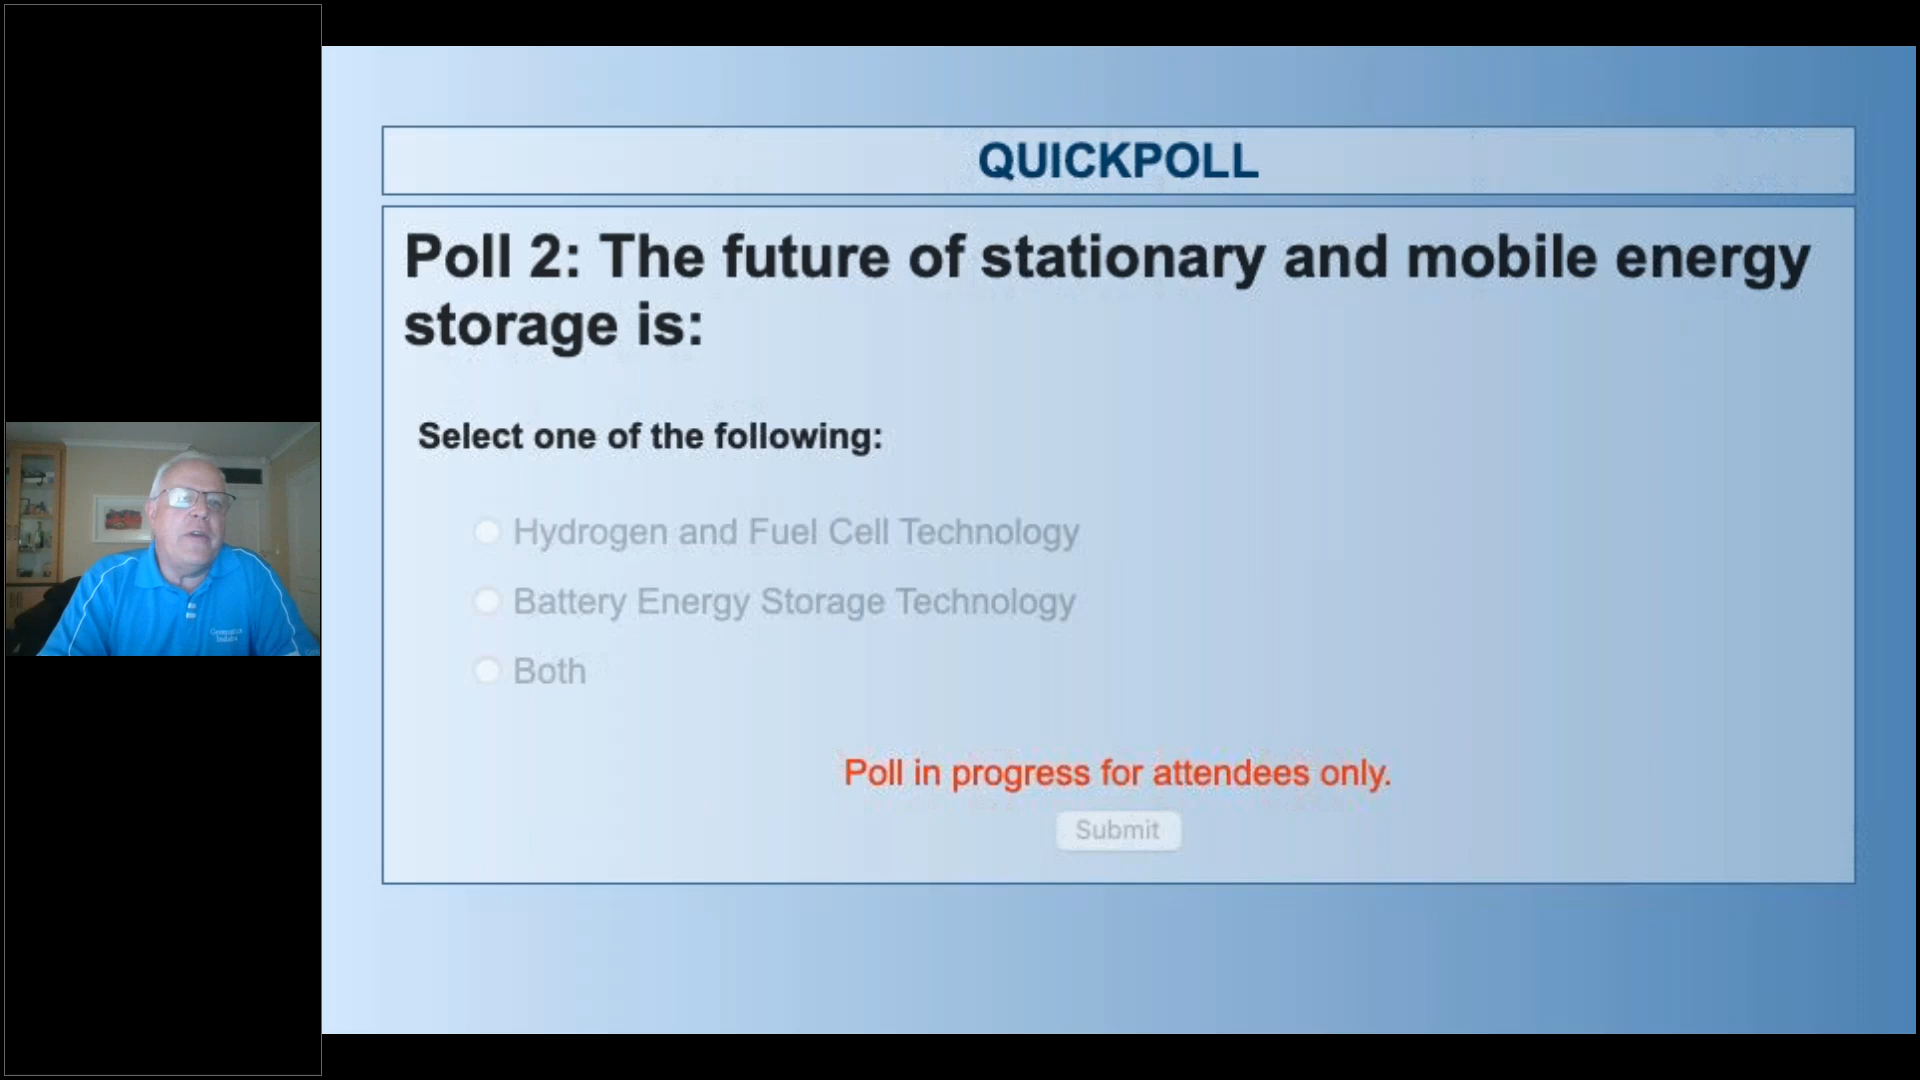 QUICKPOLL
Poll 2: The future of stationary and mobile energy
storage is:
Select one of the following:
Hydrogen and Fuel Cell Technology
Battery Energy Storage Technology
Both
Poll in progress for attendees only.
Submit